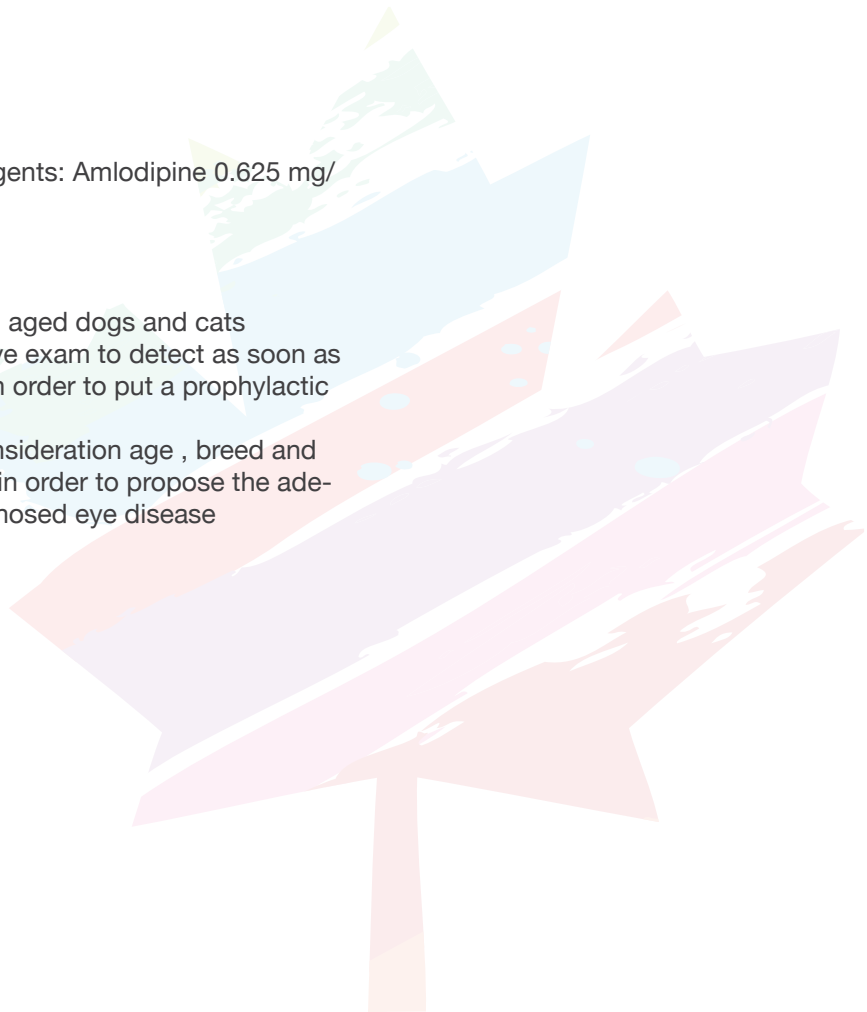 gents: Amlodipine 0.625 mg/
aged dogs and cats
ve exam to detect as soon as
n order to put a prophylactic
nsideration age , breed and
in order to propose the ade-
nosed eye disease